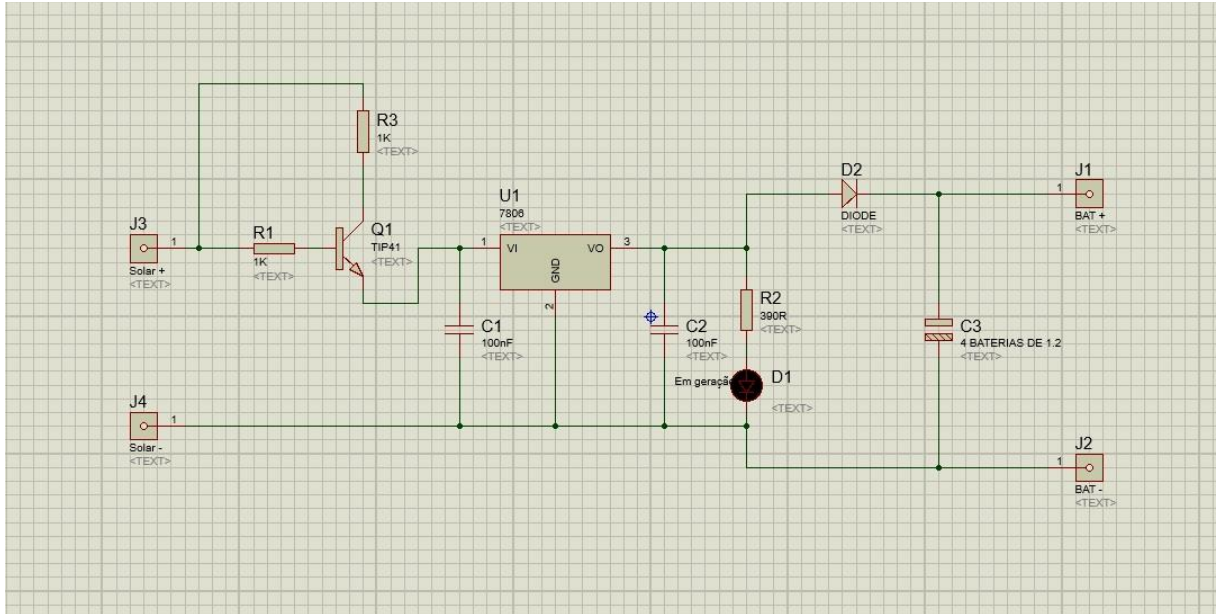 R3
1K
<TEXT>
J3
1
Solar +
<TEXT>
R1
1K
<TEXT>
Q1
TIP41
<TEXT>
U1
7806
<TEXT>
1
VI
VO
3
GND
2
C1
100nF
<TEXT>
C2
100nF
<TEXT>
R2
390R
<TEXT>
Em geração
D1
<TEXT>
D2
DIODE
<TEXT>
C3
4 BATERIAS DE 1.2
<TEXT>
J1
1
BAT +
<TEXT>
J4
1
Solar -
<TEXT>
J2
1
BAT -
<TEXT>